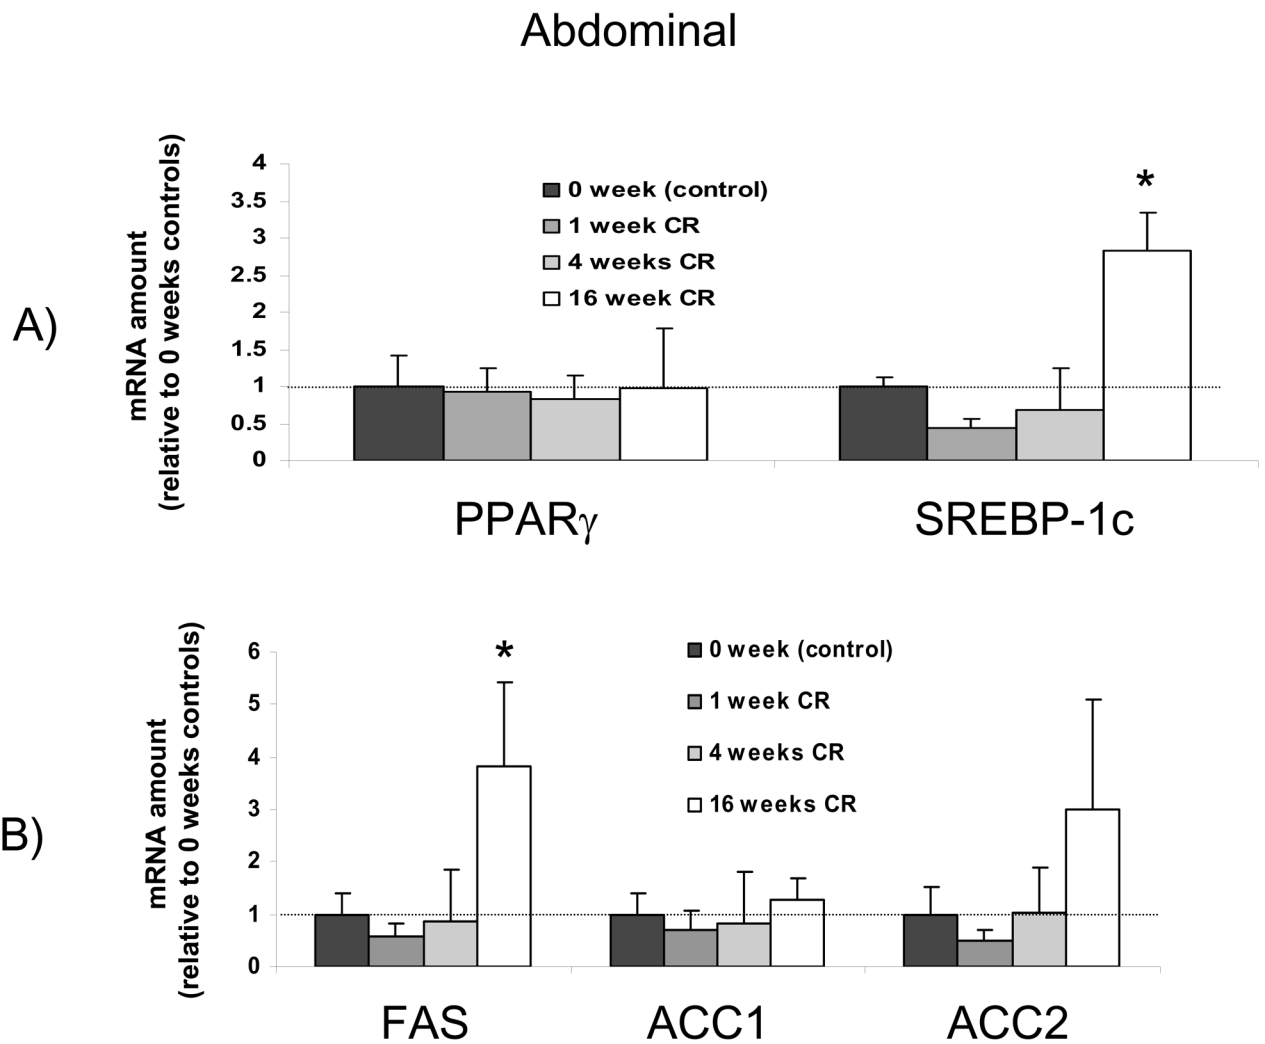 Abdominal
A)
mRNA amount
(relative to 0 weeks controls)
4
3.5
3
2.5
2
1.5
1
0.5
0
0 week (control)
1 week CR
4 weeks CR
16 week CR
*
PPARγ
SREBP-1c
B)
mRNA amount
(relative to 0 weeks controls)
6
5
4
3
2
1
0
*
0 week (control)
1 week CR
4 weeks CR
16 weeks CR
FAS
ACC1
ACC2